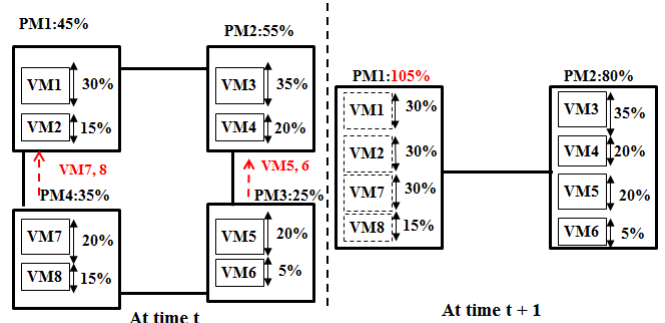 PM1:45%
PM2:55%
VM1
30%
VM2
15%
VM3
35%
VM4
20%
VM7, 8
VM5, 6
PM4:35%
PM3:25%
VM7
20%
VM8
15%
VM5
20%
VM6
5%
At time t
PM1:105%
PM2:80%
VM1
30%
VM2
30%
VM7
30%
VM8
15%
VM3
35%
VM4
20%
VM5
20%
VM6
5%
At time t + 1